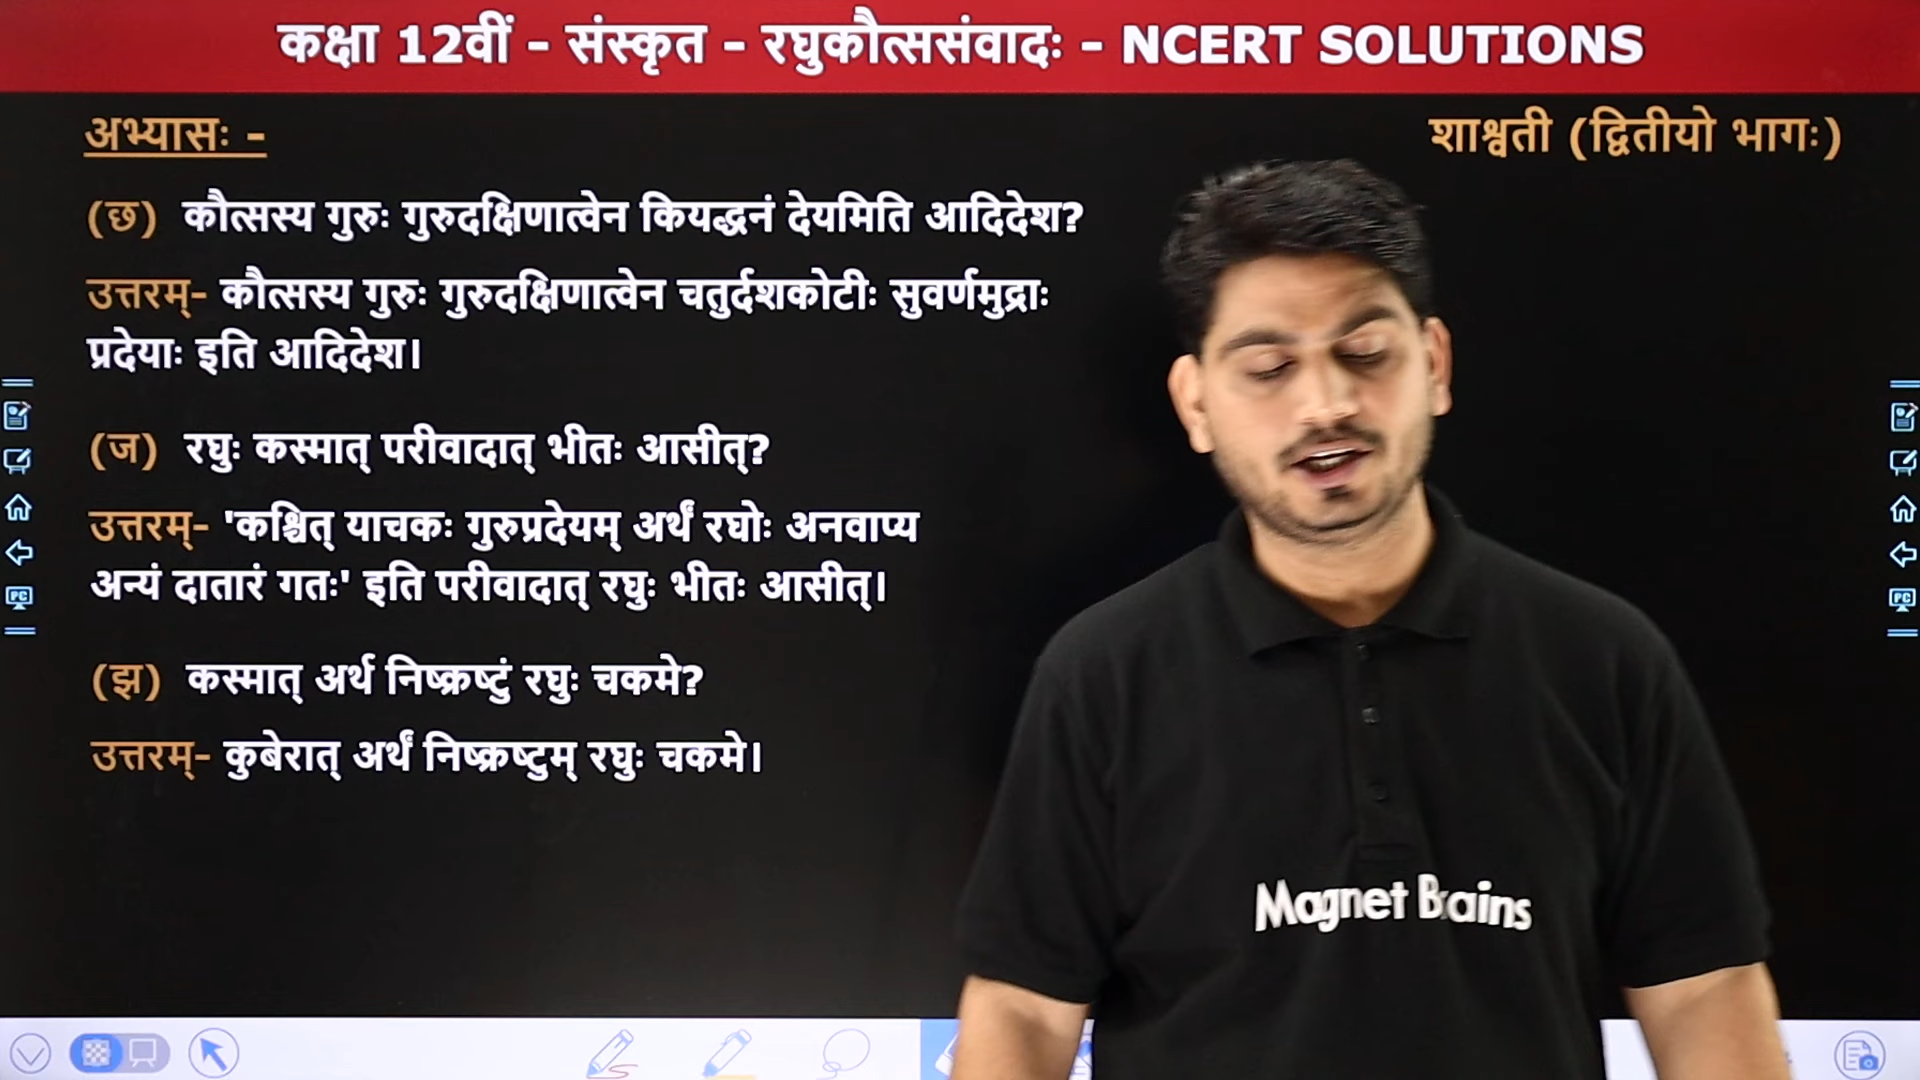 कक्षा 12वीं - संस्कृत - रघुकौत्ससंवादः - NCERT SOLUTIONS
अभ्यासः -
शाश्वती (द्वितीयो भागः)
(छ) कौत्सस्य गुरुः गुरुदक्षिणात्वेन कियद्धनं देयमिति आदिदेश?
उत्तरम्- कौत्सस्य गुरुः गुरुदक्षिणात्वेन चतुर्दशकोटीः सुवर्णमुद्राः
प्रदेयाः इति आदिदेश।
(ज) रघुः कस्मात् परीवादात् भीतः आसीत्?
उत्तरम्- 'कश्चित् याचकः गुरुप्रदेयम् अर्थं रघोः अनवाप्य
अन्यं दातारं गतः' इति परीवादात् रघुः भीतः आसीत्।
(झ) कस्मात् अर्थ निष्क्रष्टुं रघुः चकमे?
उत्तरम्- कुबेरात् अर्थं निष्क्रष्टुम् रघुः चकमे।
Magnet Brains
PC
PC